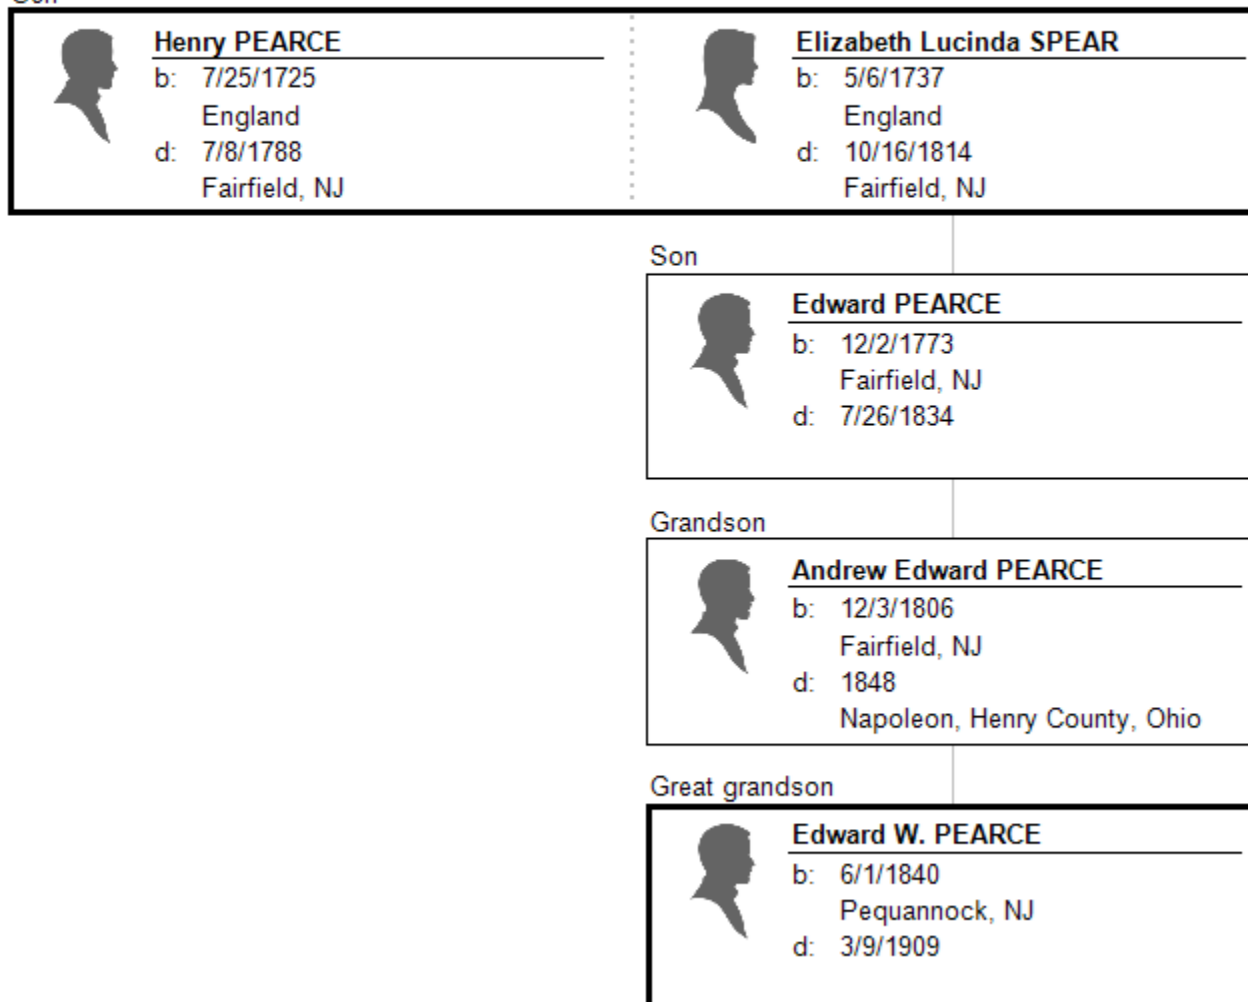 Henry PEARCE
b: 7/25/1725
England
d: 7/8/1788
Fairfield, NJ
Elizabeth Lucinda SPEAR
b: 5/6/1737
England
d: 10/16/1814
Fairfield, NJ
Son
Edward PEARCE
b: 12/2/1773
Fairfield, NJ
d: 7/26/1834
Grandson
Andrew Edward PEARCE
b: 12/3/1806
Fairfield, NJ
d: 1848
Napoleon, Henry County, Ohio
Great grandson
Edward W. PEARCE
b: 6/1/1840
Pequannock, NJ
d: 3/9/1909